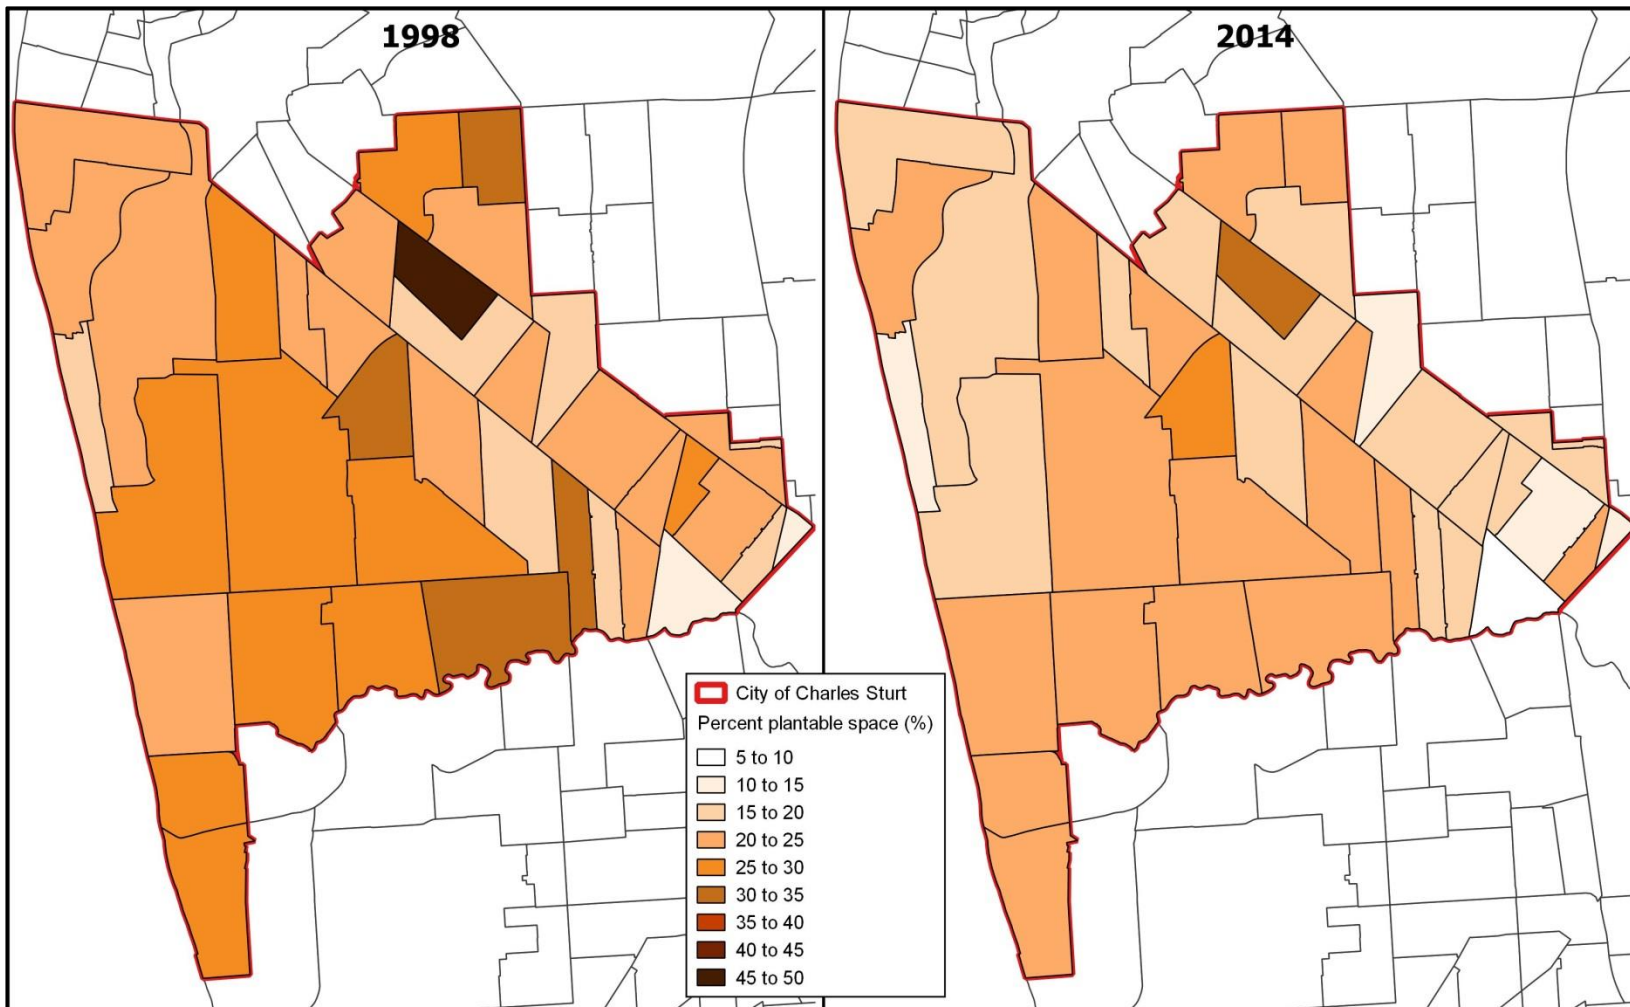 1998
2014
City of Charles Sturt
Percent plantable space (%)
5 to 10
10 to 15
15 to 20
20 to 25
25 to 30
30 to 35
35 to 40
40 to 45
45 to 50